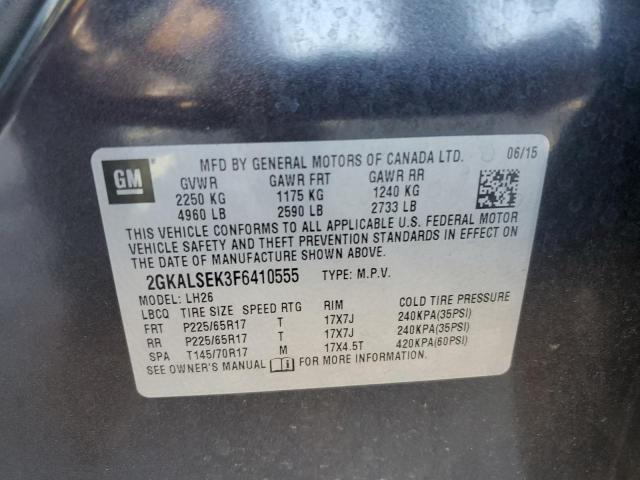 GM
MFD BY GENERAL MOTORS OF CANADA LTD. 06/15
GVWR GAWR FRT GAWR RR
2250 KG 1175 KG 1240 KG
4960 LB 2590 LB 2733 LB
THIS VEHICLE CONFORMS TO ALL APPLICABLE U.S. FEDERAL MOTOR
VEHICLE SAFETY AND THEFT PREVENTION STANDARDS IN EFFECT ON
THE DATE OF MANUFACTURE SHOWN ABOVE.
2GKALSEK3F6410555 TYPE: M.P.V.
MODEL: LH26
LBCQ TIRE SIZE SPEED RTG RIM COLD TIRE PRESSURE
FRT P225/65R17 T 17X7J 240KPA(35PSI)
RR P225/65R17 T 17X7J 240KPA(35PSI)
SPA T145/70R17 M 17X4.5T 420KPA(60PSI)
SEE OWNER'S MANUAL FOR MORE INFORMATION.